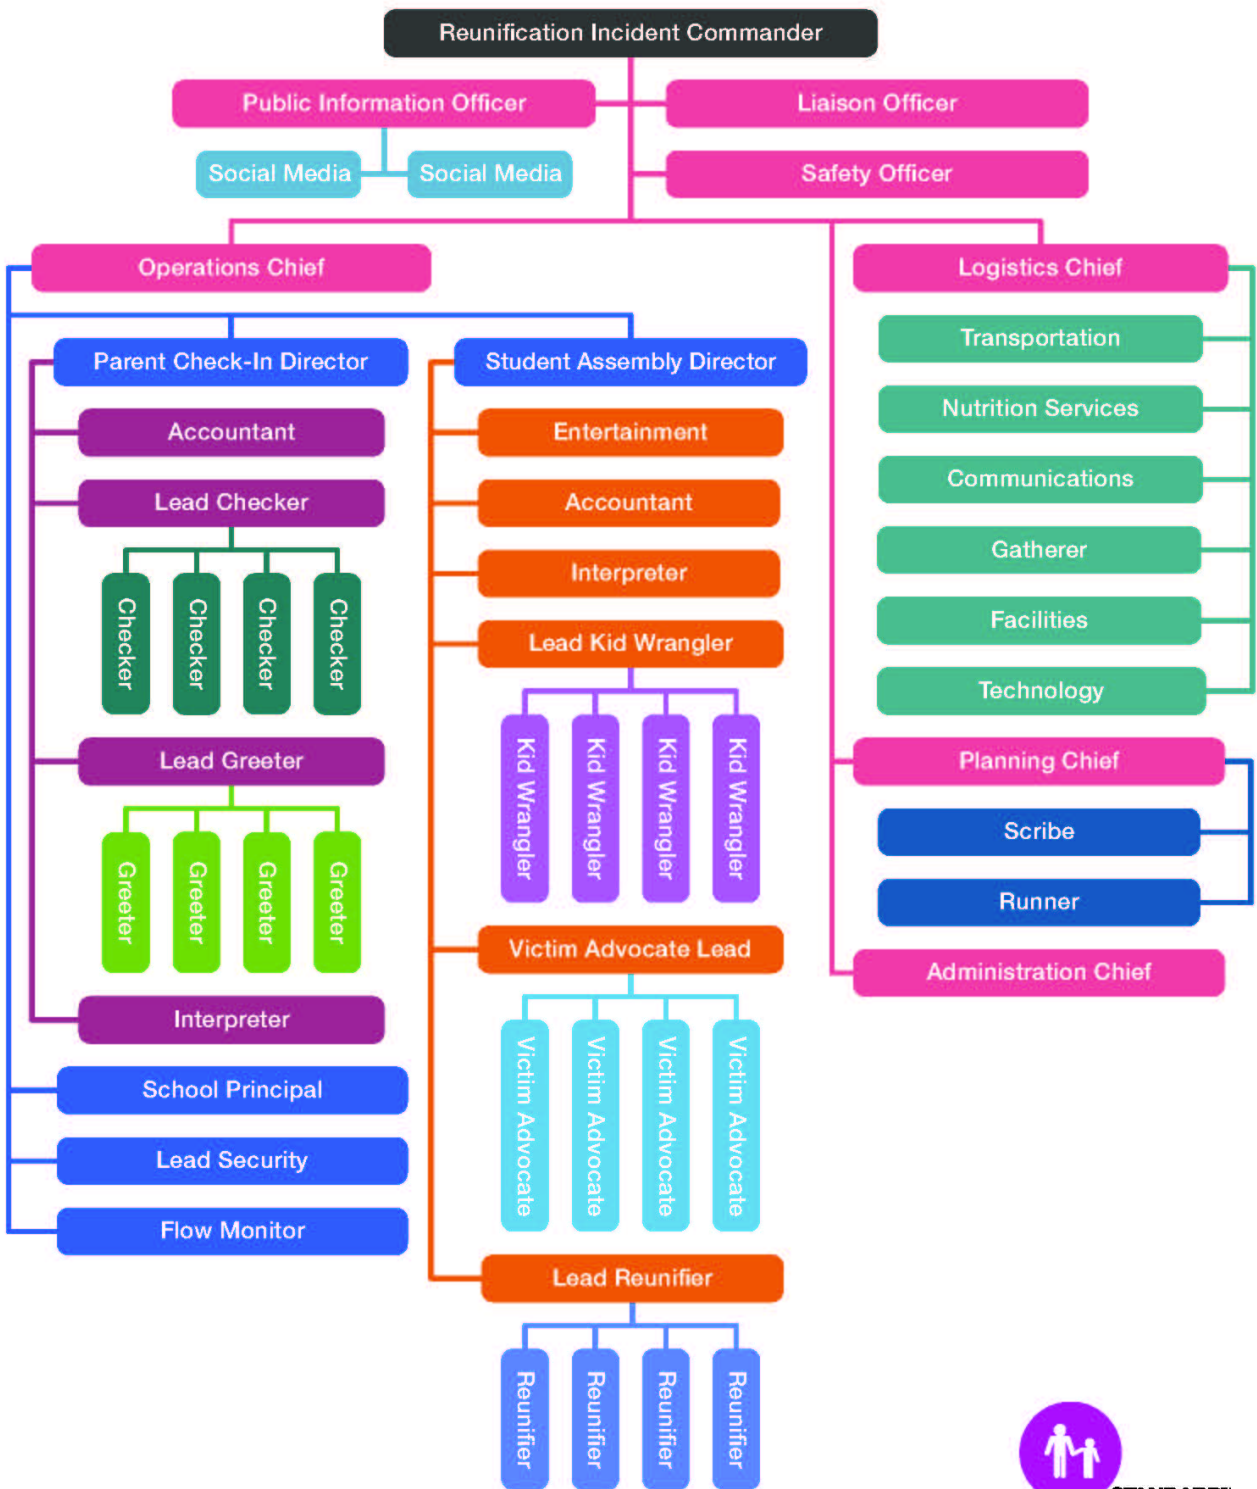 Reunification Incident Commander
Public Information Officer
Liaison Officer
Social Media
Social Media
Safety Officer
Operations Chief
Logistics Chief
Parent Check-In Director
Student Assembly Director
Accountant
Lead Checker
Checker
Checker
Checker
Checker
Lead Greeter
Greeter
Greeter
Greeter
Greeter
Interpreter
School Principal
Lead Security
Flow Monitor
Entertainment
Accountant
Interpreter
Lead Kid Wrangler
Kid Wrangler
Kid Wrangler
Kid Wrangler
Kid Wrangler
Victim Advocate Lead
Victim Advocate
Victim Advocate
Victim Advocate
Victim Advocate
Lead Reunifier
Reunifier
Reunifier
Reunifier
Reunifier
Transportation
Nutrition Services
Communications
Gatherer
Facilities
Technology
Planning Chief
Scribe
Runner
Administration Chief